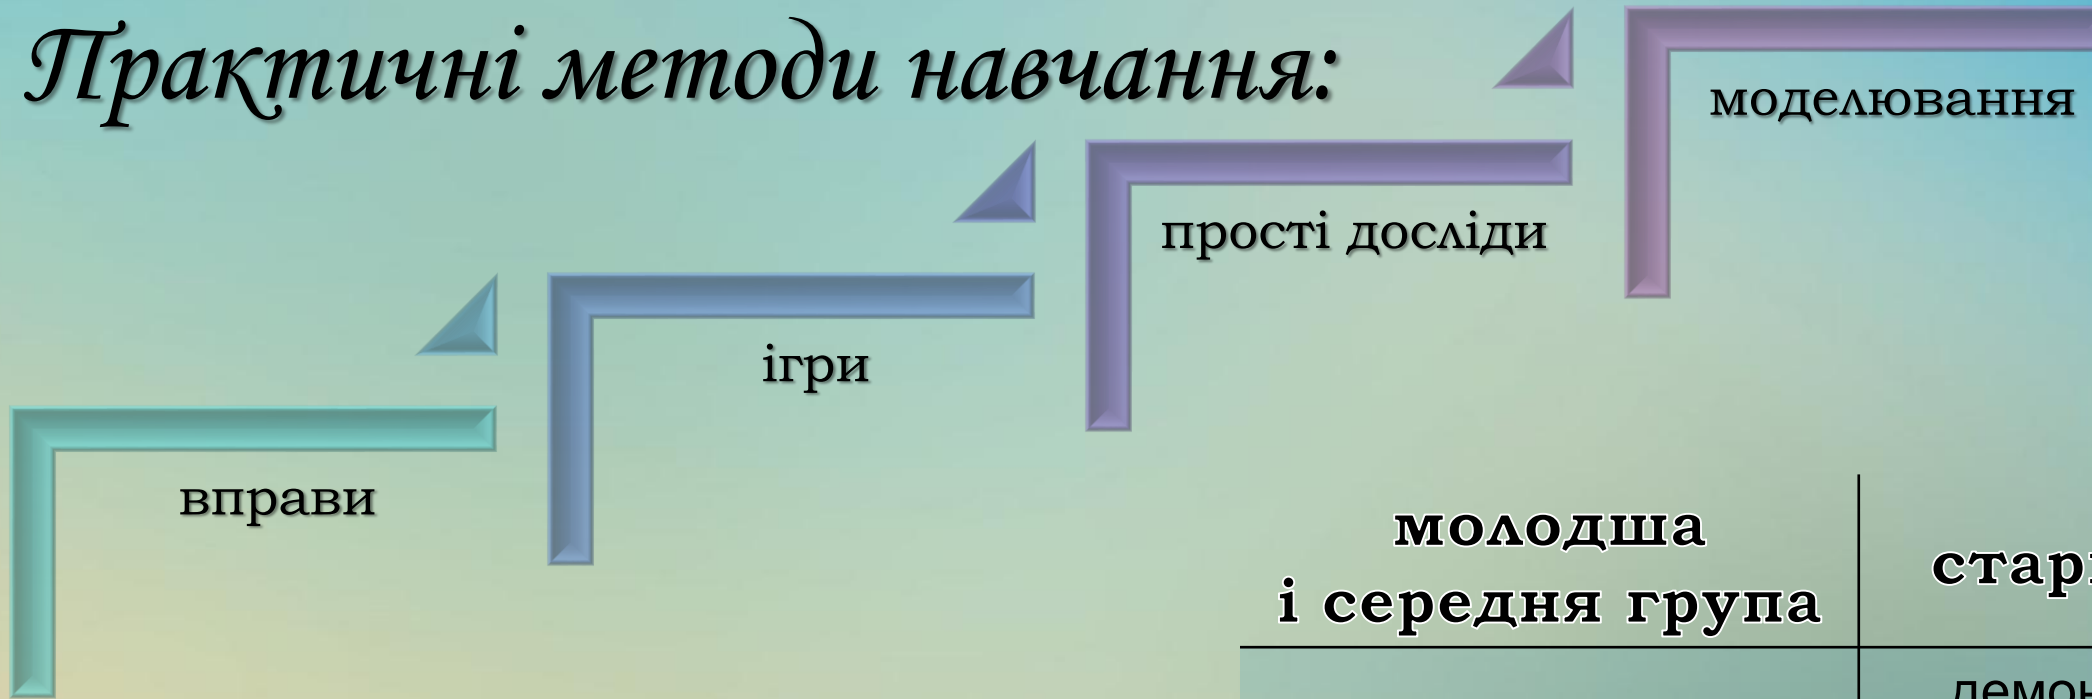 Практичні методи навчання:
моделювання
прості досліди
ігри
вправи
молодша
і середня група